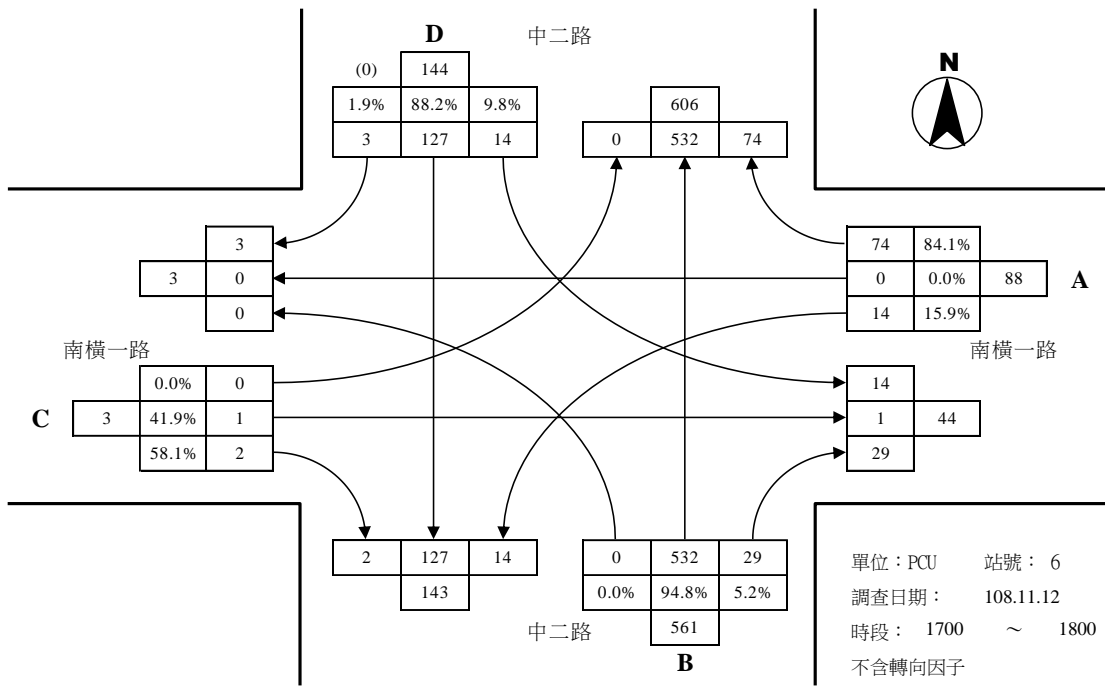 D 中二路
N
(0) 144
1.9% 88.2% 9.8%
3 127 14
606
0 532 74
3
3 0
0
74 84.1%
0 0.0% 88
14 15.9%
A
南橫一路
南橫一路
C
0.0% 0
3 41.9% 1
58.1% 2
14
1 44
29
2 127 14
143
0 532 29
0.0% 94.8% 5.2%
561
中二路
B
單位：PCU 站號： 6
調查日期： 108.11.12
時段： 1700 ～ 1800
不含轉向因子